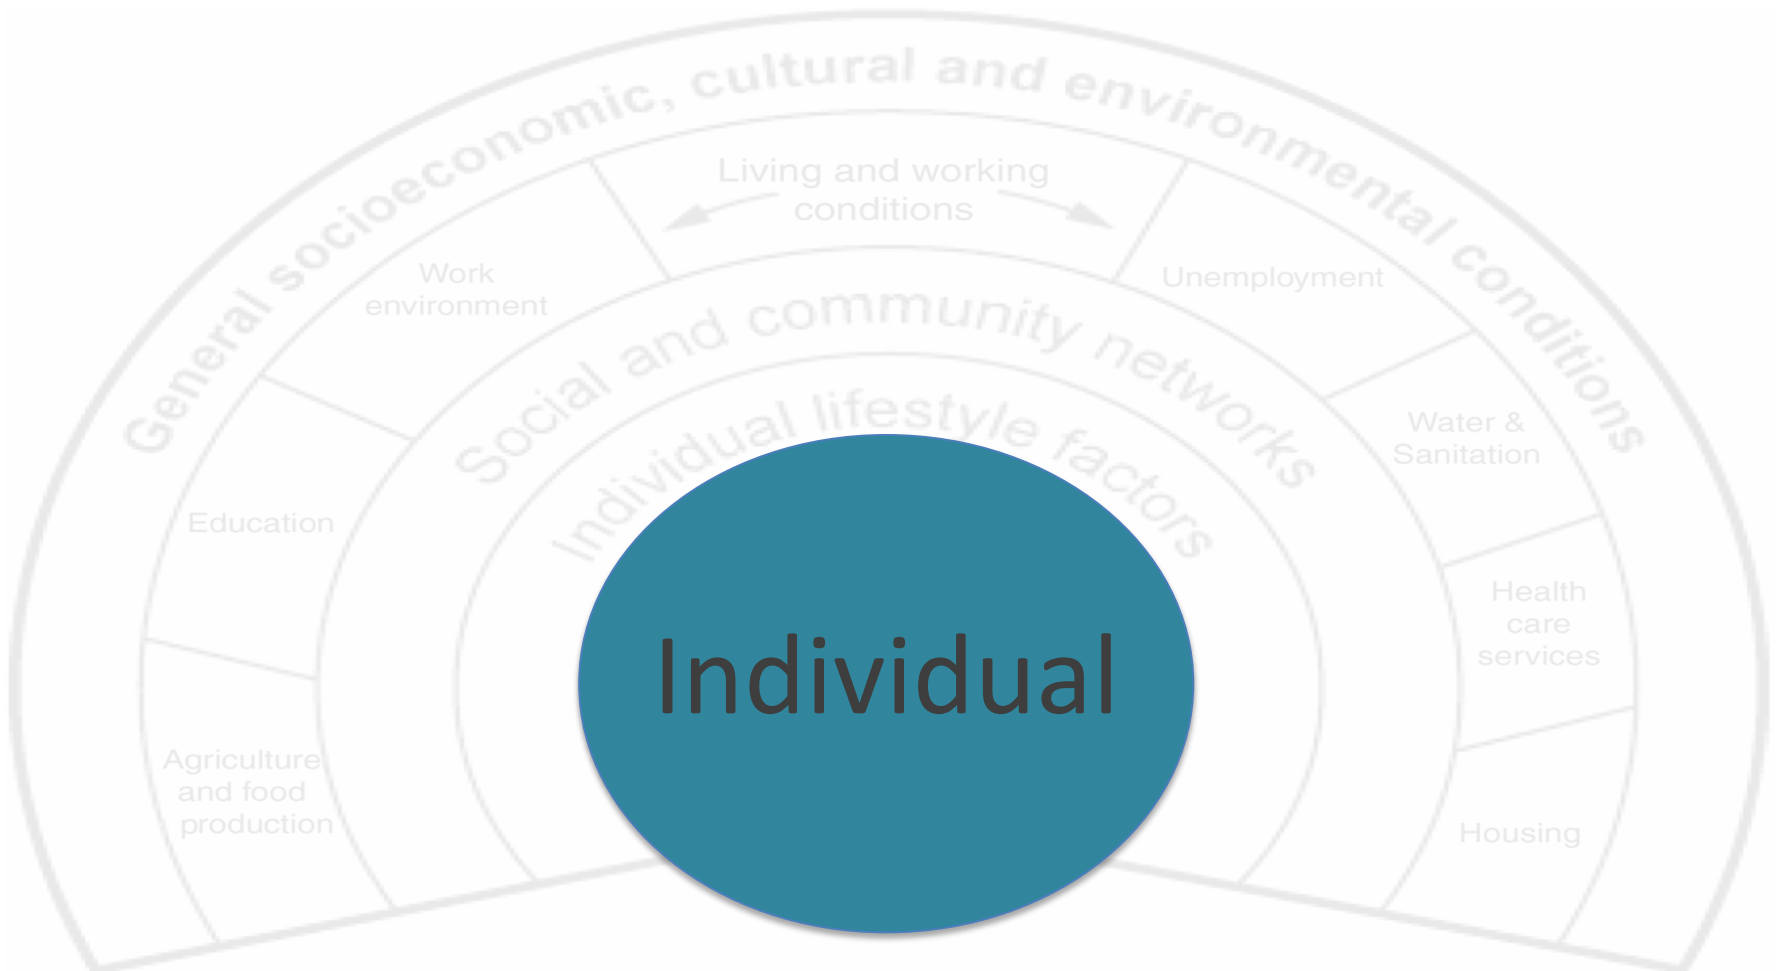 General socioeconomic, cultural and environmental conditions
Living and working
conditions
Work
environment
Unemployment
Social and community networks
Individual lifestyle factors
Water &
Sanitation
Education
Health
care
services
Individual
Agriculture
and food
production
Housing